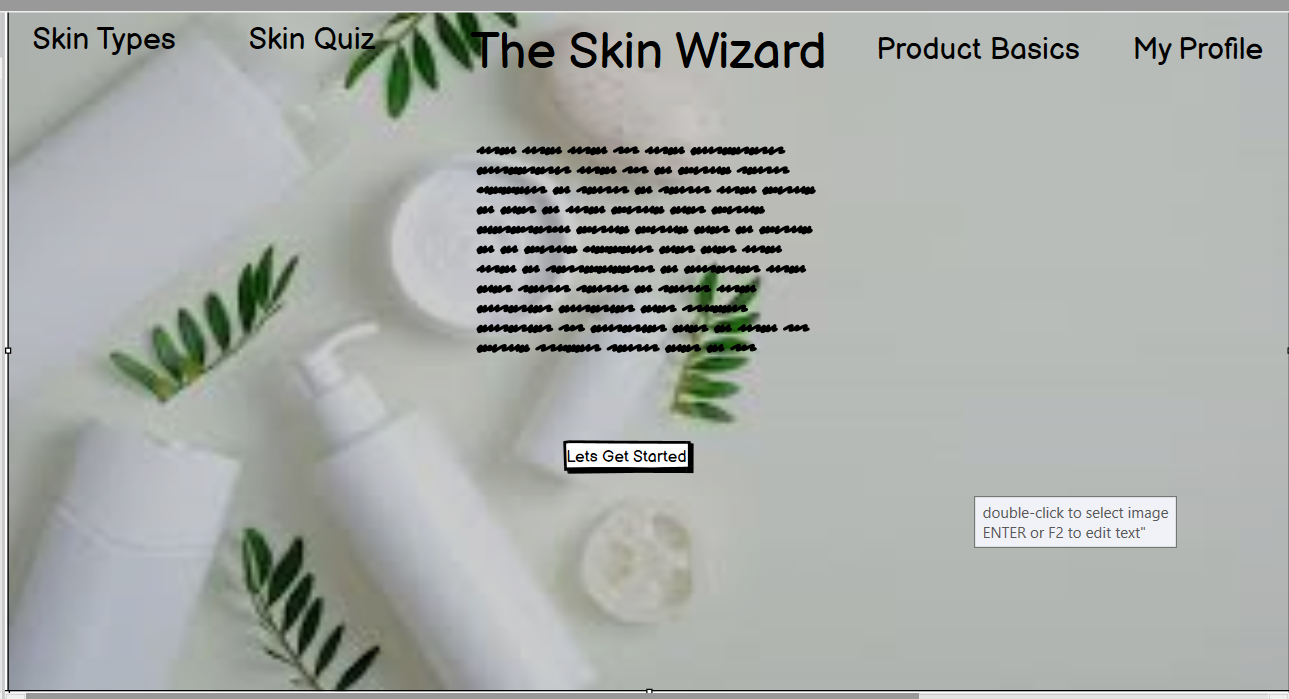 Skin Types
Skin Quiz
The Skin Wizard
Product Basics
My Profile
Lets Get Started
double-click to select image
ENTER or F2 to edit text"